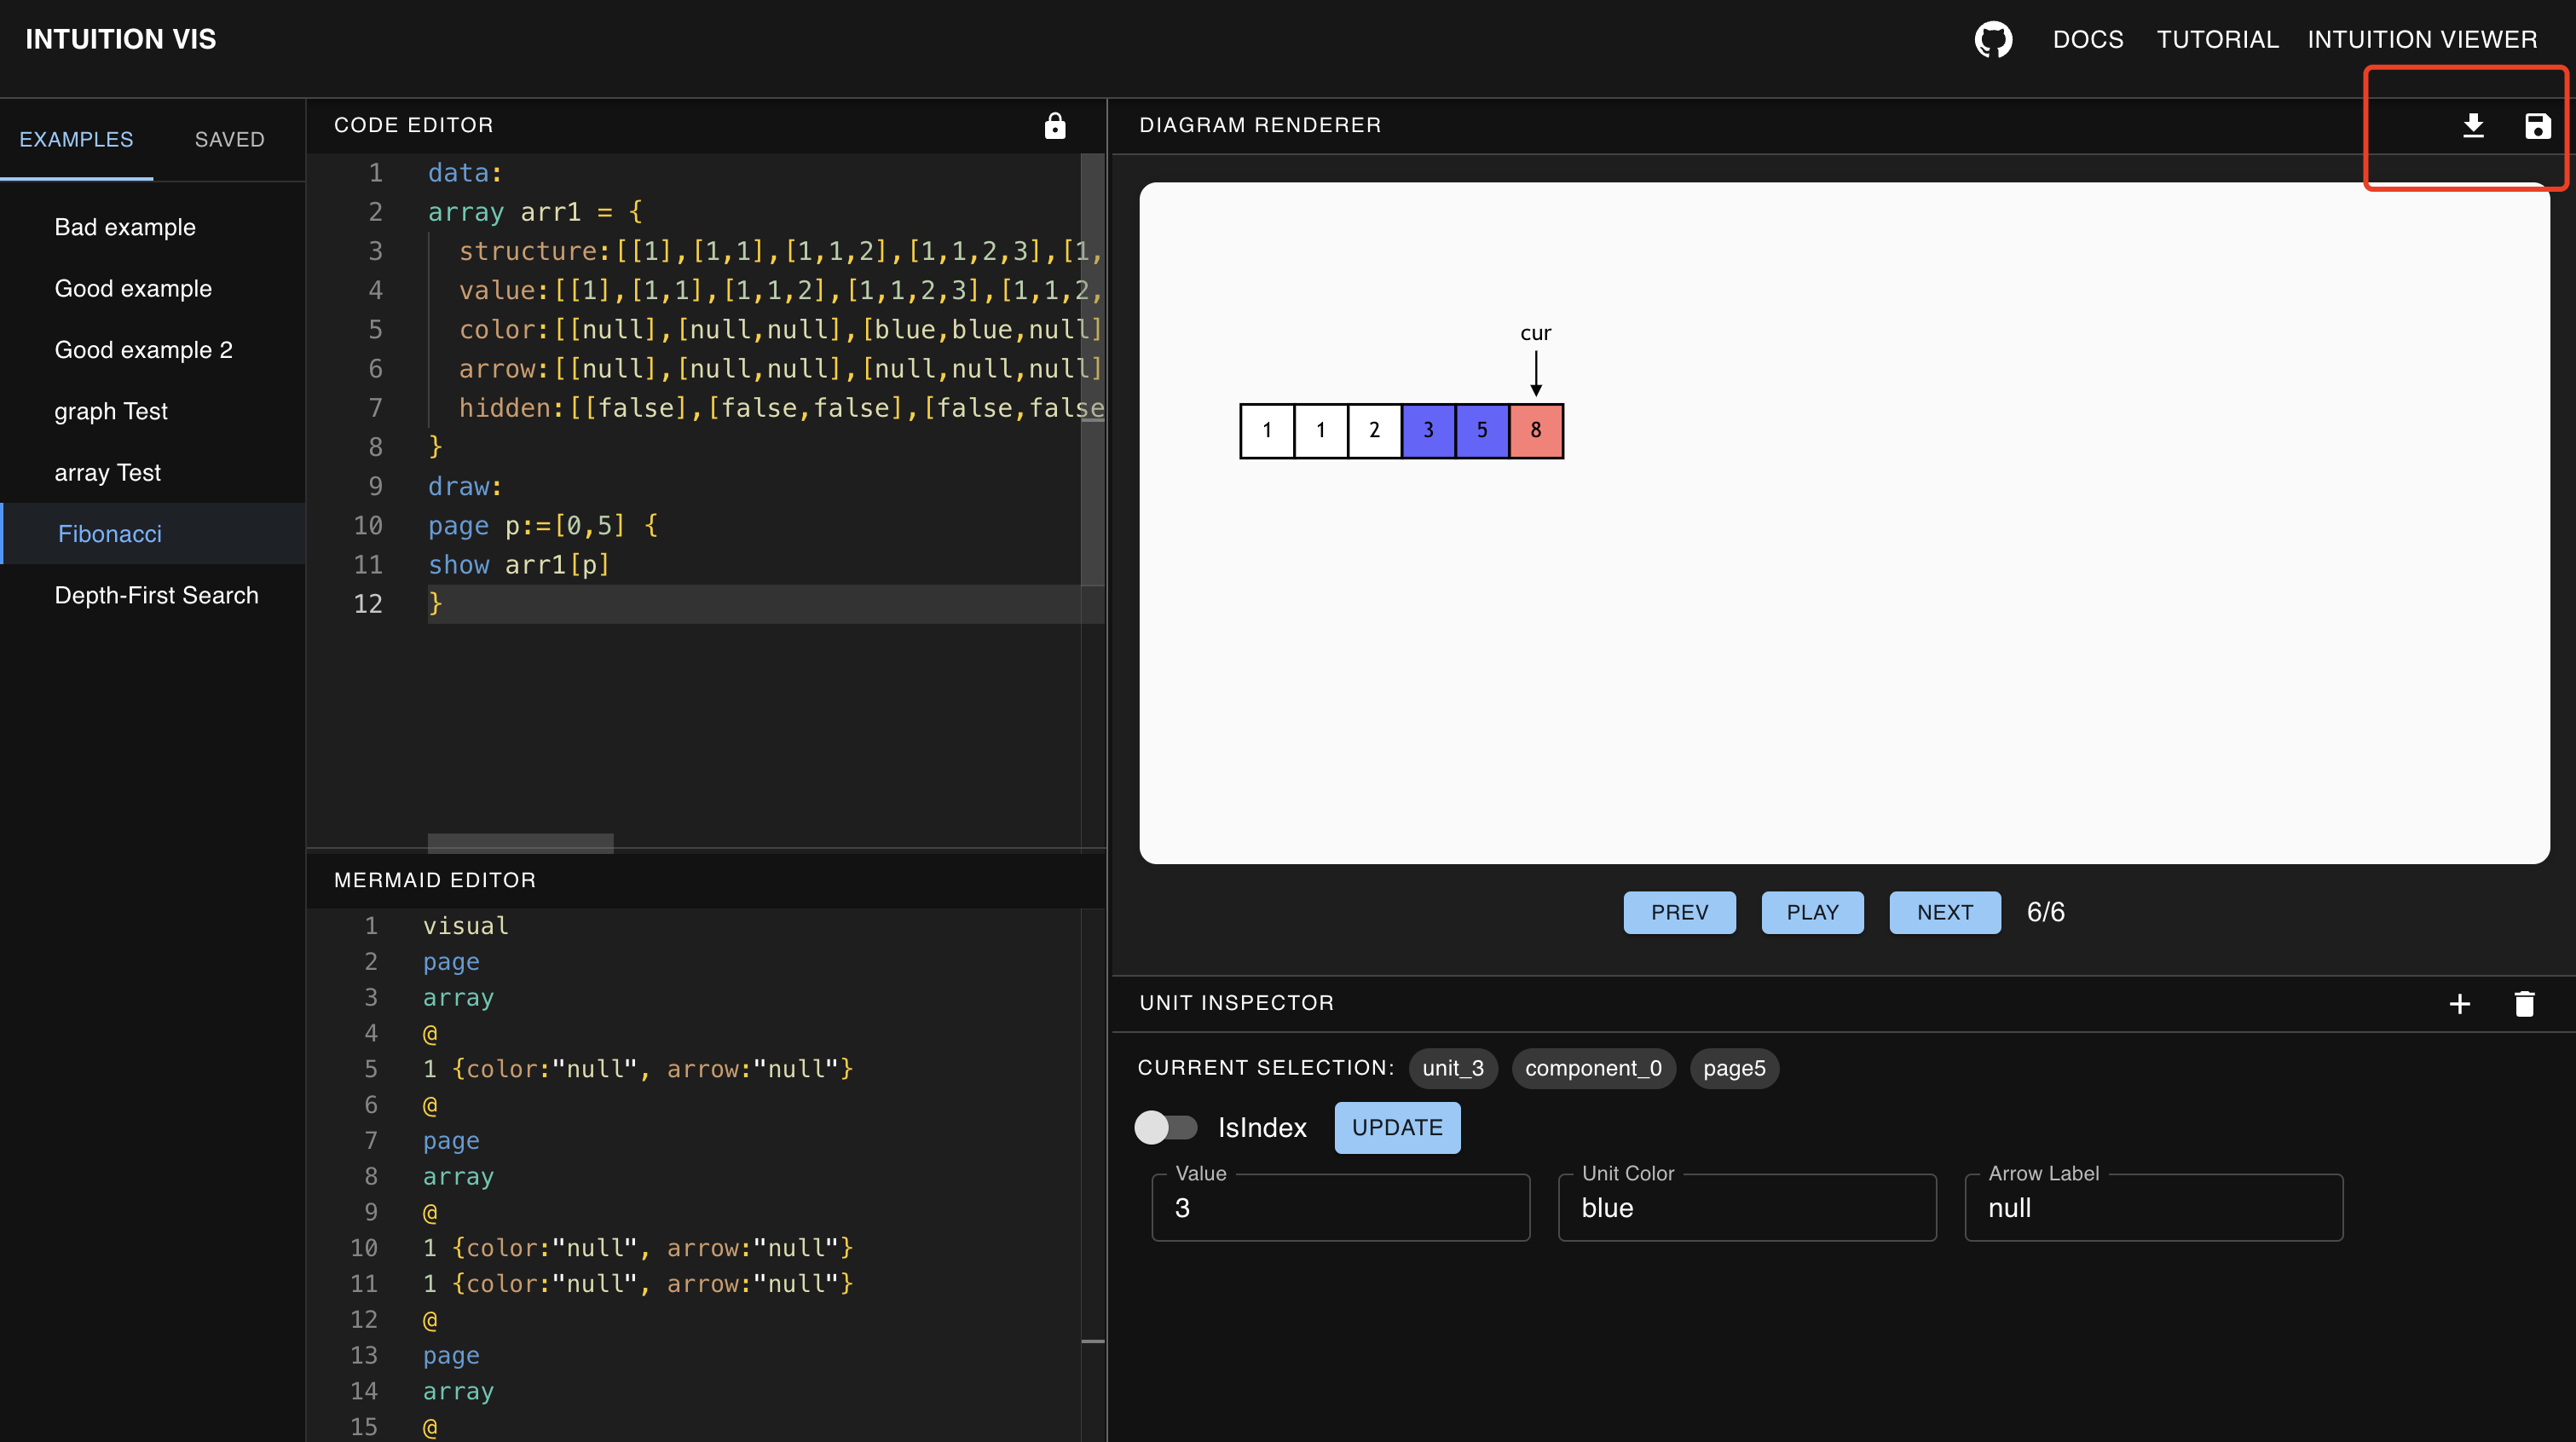 INTUITION VIS
DOCS TUTORIAL INTUITION VIEWER
EXAMPLES SAVED
Bad example
Good example
Good example 2
graph Test
array Test
Fibonacci
Depth-First Search
CODE EDITOR
1 data:
2 array arr1 = {
3 structure:[[1],[1,1],[1,1,2],[1,1,2,3],[1,
4 value:[[1],[1,1],[1,1,2],[1,1,2,3],[1,1,2,
5 color:[[null],[null,null],[blue,blue,null]
6 arrow:[[null],[null,null],[null,null,null]
7 hidden:[[false],[false,false],[false,false
8 }
9 draw:
10 page p:=[0,5] {
11 show arr1[p]
12 }
MERMAID EDITOR
1 visual
2 page
3 array
4 @
5 1 {color:"null", arrow:"null"}
6 @
7 page
8 array
9 @
10 1 {color:"null", arrow:"null"}
11 1 {color:"null", arrow:"null"}
12 @
13 page
14 array
15 @
DIAGRAM RENDERER
cur
1 1 2 3 5 8
PREV PLAY NEXT 6/6
UNIT INSPECTOR
CURRENT SELECTION: unit_3 component_0 page5
IsIndex UPDATE
Value Unit Color Arrow Label
3 blue null